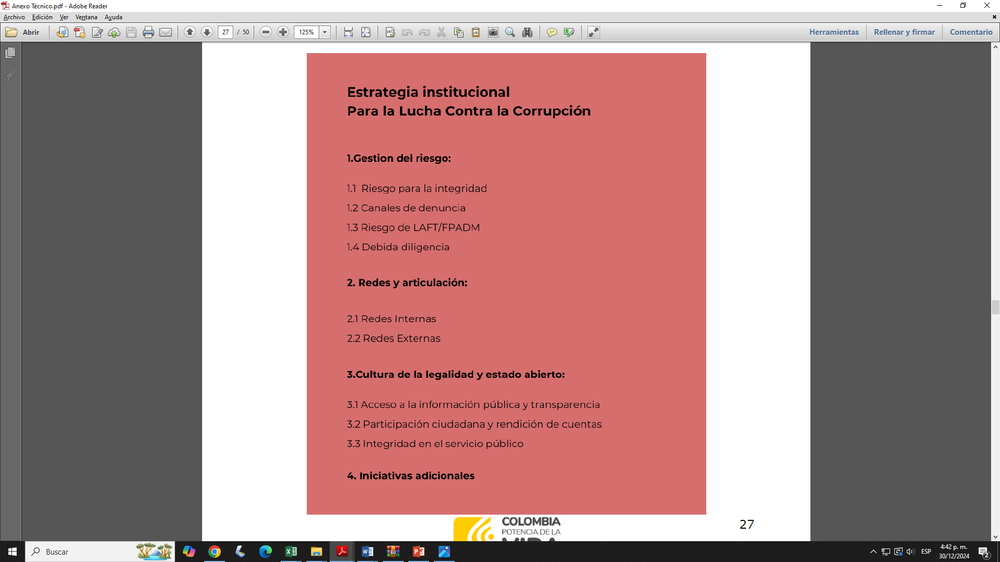 Anexo Técnico.pdf - Adobe Reader
Archivo Edición Ver Ventana Ayuda
Abrir 27 / 50 125% Herramientas Rellenar y firmar Comentario
Estrategia institucional
Para la Lucha Contra la Corrupción
1.Gestion del riesgo:
1.1 Riesgo para la integridad
1.2 Canales de denuncia
1.3 Riesgo de LAFT/FPADM
1.4 Debida diligencia
2. Redes y articulación:
2.1 Redes Internas
2.2 Redes Externas
3.Cultura de la legalidad y estado abierto:
3.1 Acceso a la información pública y transparencia
3.2 Participación ciudadana y rendición de cuentas
3.3 Integridad en el servicio público
4. Iniciativas adicionales
COLOMBIA
POTENCIA DE LA
VIDA
27
Buscar
ESP
4:42 p. m.
30/12/2024
2